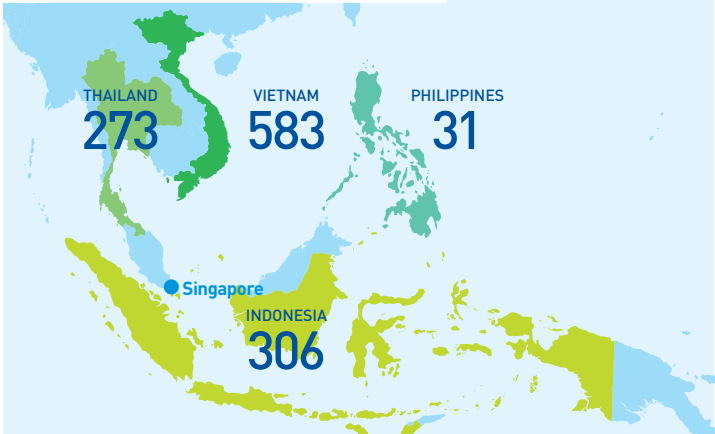 THAILAND
273
VIETNAM
583
PHILIPPINES
31
Singapore
INDONESIA
306